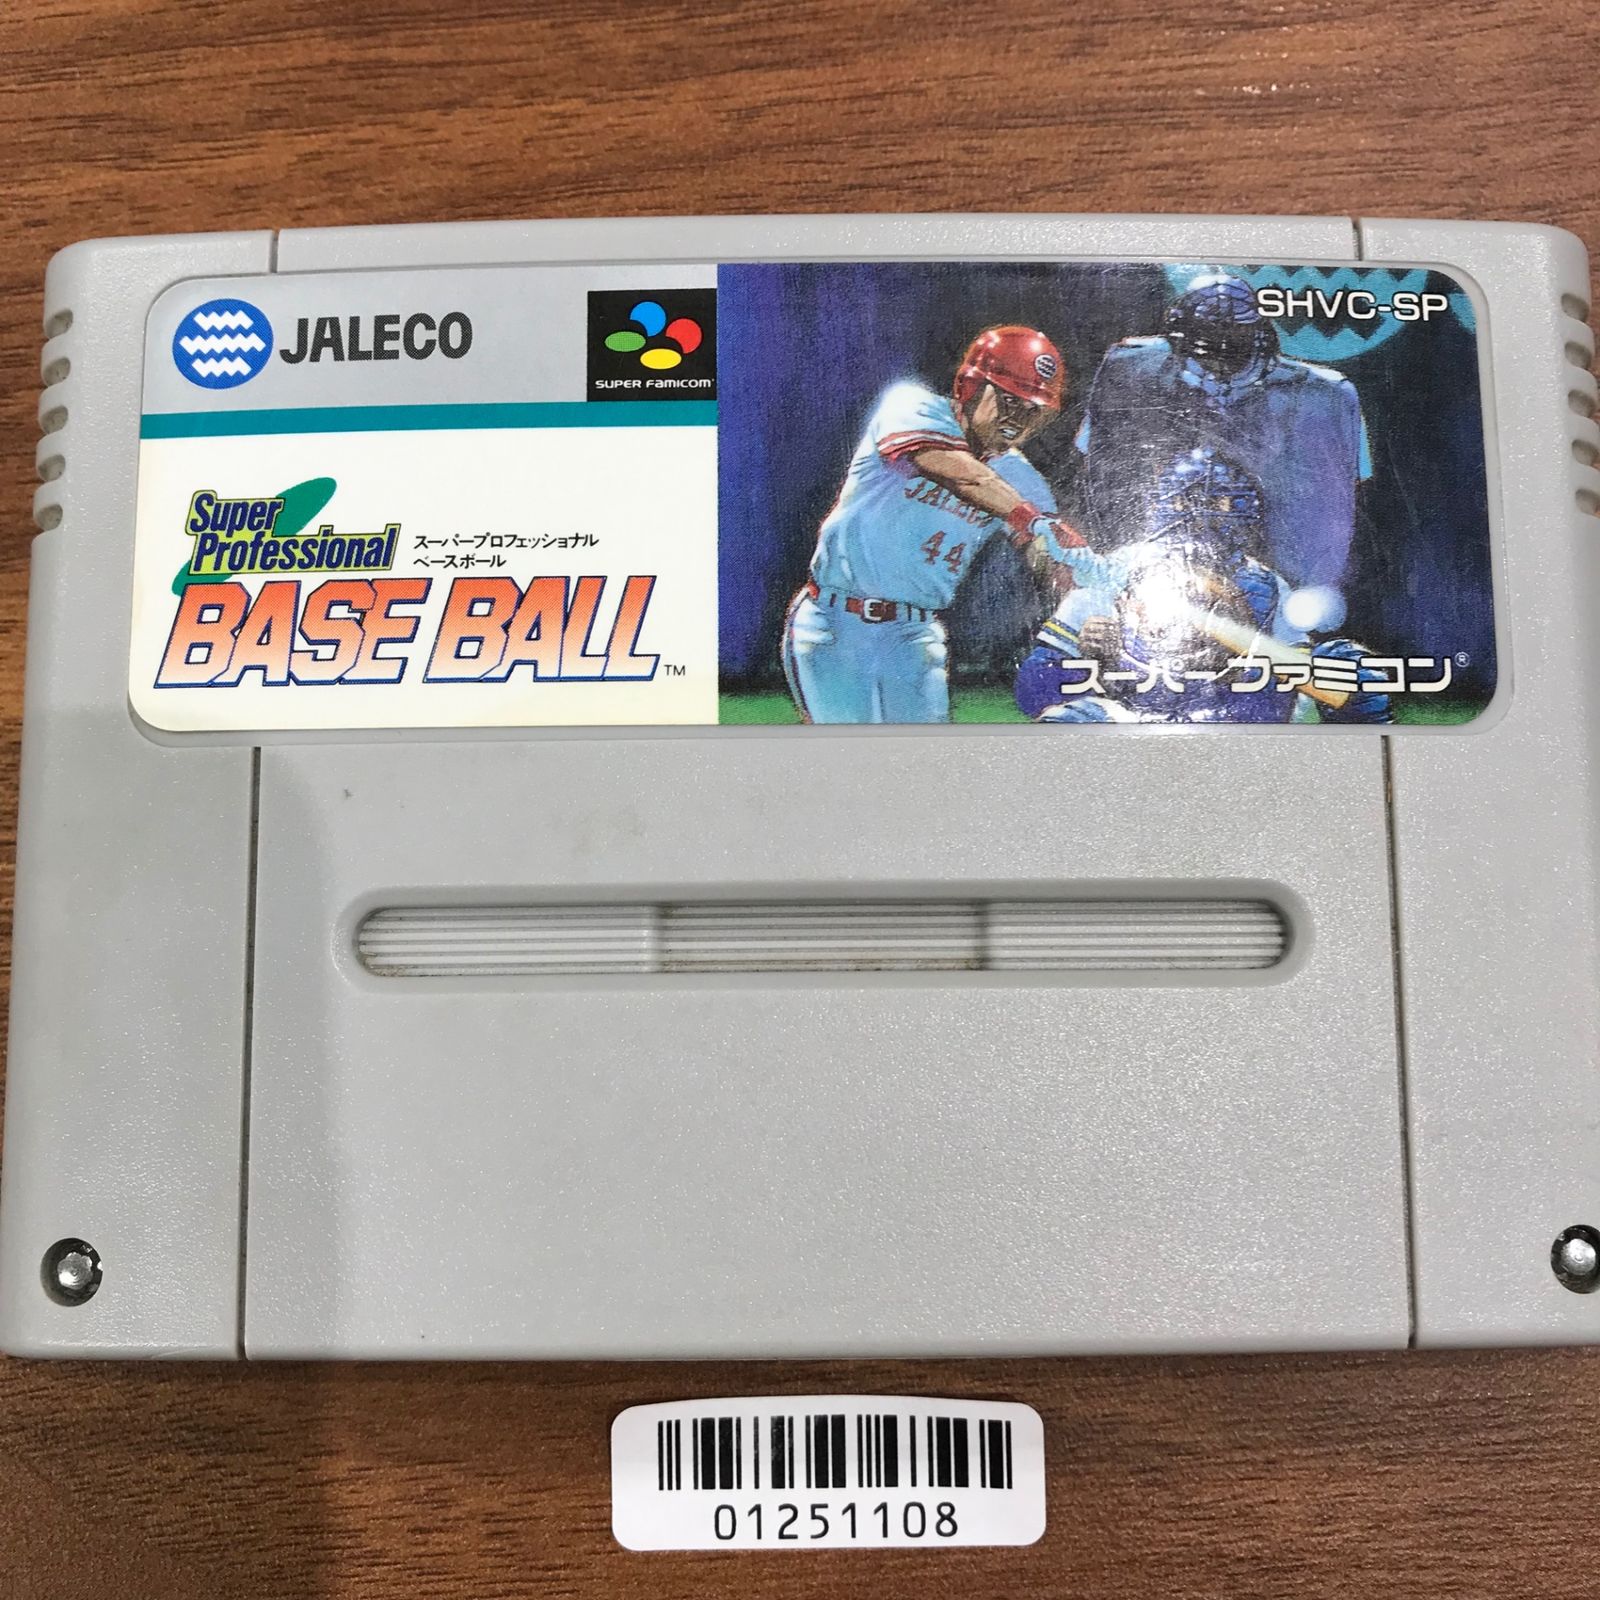 JALECO
SUPER FAMICOM
SHVC-SP
JALECO
44
Super
Professional
スーパープロフェッショナル
ベースボール
BASE BALL™
スーパーファミコン®
01251108